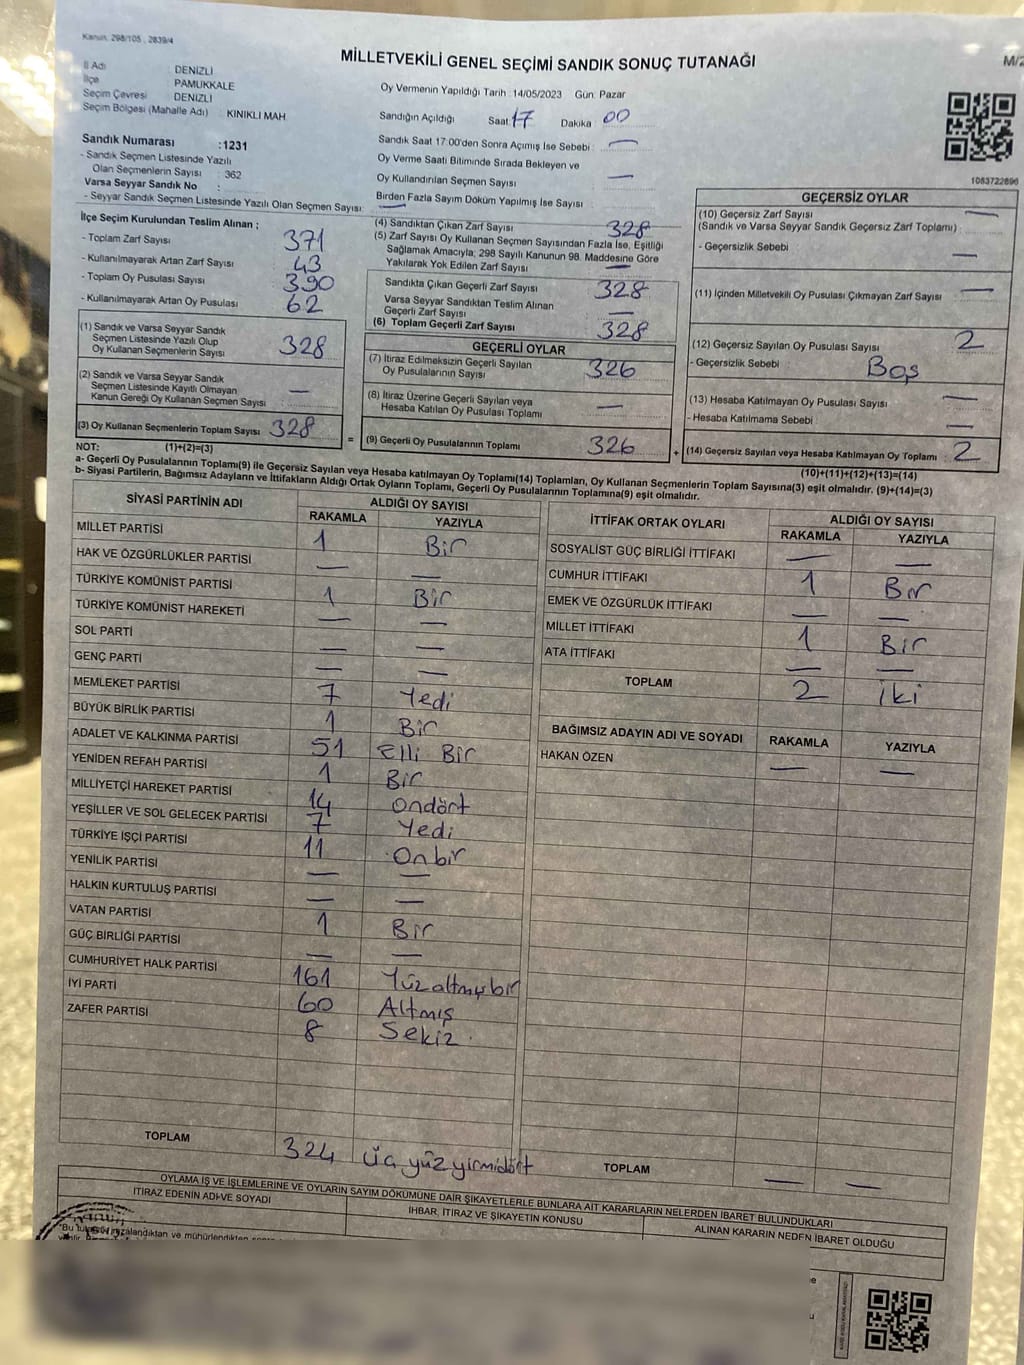 Kanun. 298/105 , 2839/4
MİLLETVEKİLİ GENEL SEÇİMİ SANDIK SONUÇ TUTANAĞI
M/2
İl Adı : DENİZLİ
İlçe : PAMUKKALE
Seçim Çevresi : DENİZLİ
Seçim Bölgesi (Mahalle Adı) : KINIKLI MAH
Oy Vermenin Yapıldığı Tarih :14/05/2023 Gün: Pazar
Sandığın Açıldığı Saat: 17 Dakika : 00
Sandık Numarası :1231
- Sandık Seçmen Listesinde Yazılı
Olan Seçmenlerin Sayısı : 362
Varsa Seyyar Sandık No :
- Seyyar Sandık Seçmen Listesinde Yazılı Olan Seçmen Sayısı: —
Sandık Saat 17:00'den Sonra Açımış İse Sebebi : —
Oy Verme Saati Bitiminde Sırada Bekleyen ve
Oy Kullandırılan Seçmen Sayısı : —
Birden Fazla Sayım Döküm Yapılmış İse Sayısı :
1083722896
İlçe Seçim Kurulundan Teslim Alınan ;
- Toplam Zarf Sayısı : 371
- Kullanılmayarak Artan Zarf Sayısı : 43
- Toplam Oy Pusulası Sayısı : 390
- Kullanılmayarak Artan Oy Pusulası : 62
(1) Sandık ve Varsa Seyyar Sandık
Seçmen Listesinde Yazılı Olup
Oy Kullanan Seçmenlerin Sayısı : 328
(2) Sandık ve Varsa Seyyar Sandık
Seçmen Listesinde Kayıtlı Olmayan
Kanun Gereği Oy Kullanan Seçmen Sayısı : —
(3) Oy Kullanan Seçmenlerin Toplam Sayısı : 328
(4) Sandıktan Çıkan Zarf Sayısı : 328
(5) Zarf Sayısı Oy Kullanan Seçmen Sayısından Fazla İse, Eşitliği
Sağlamak Amacıyla; 298 Sayılı Kanunun 98. Maddesine Göre
Yakılarak Yok Edilen Zarf Sayısı : —
Sandıkta Çıkan Geçerli Zarf Sayısı : 328
Varsa Seyyar Sandıktan Teslim Alınan
Geçerli Zarf Sayısı : —
(6) Toplam Geçerli Zarf Sayısı : 328
GEÇERLİ OYLAR
(7) İtiraz Edilmeksizin Geçerli Sayılan
Oy Pusulalarının Sayısı : 326
(8) İtiraz Üzerine Geçerli Sayılan veya
Hesaba Katılan Oy Pusulası Toplamı : —
= (9) Geçerli Oy Pusulalarının Toplamı : 326 +
GEÇERSİZ OYLAR
(10) Geçersiz Zarf Sayısı —
(Sandık ve Varsa Seyyar Sandık Geçersiz Zarf Toplamı) :
- Geçersizlik Sebebi : —
(11) İçinden Milletvekili Oy Pusulası Çıkmayan Zarf Sayısı : —
(12) Geçersiz Sayılan Oy Pusulası Sayısı : 2
- Geçersizlik Sebebi : Boş
(13) Hesaba Katılmayan Oy Pusulası Sayısı : —
- Hesaba Katılmama Sebebi : —
(14) Geçersiz Sayılan veya Hesaba Katılmayan Oy Toplamı : 2
NOT: (1)+(2)=(3)
(10)+(11)+(12)+(13)=(14)
a- Geçerli Oy Pusulalarının Toplamı(9) ile Geçersiz Sayılan veya Hesaba katılmayan Oy Toplamı(14) Toplamları, Oy Kullanan Seçmenlerin Toplam Sayısına(3) eşit olmalıdır. (9)+(14)=(3)
b- Siyasi Partilerin, Bağımsız Adayların ve İttifakların Aldığı Ortak Oyların Toplamı, Geçerli Oy Pusulalarının Toplamına(9) eşit olmalıdır.
SİYASİ PARTİNİN ADI ALDIĞI OY SAYISI
RAKAMLA YAZIYLA
MİLLET PARTİSİ 1 Bir
HAK VE ÖZGÜRLÜKLER PARTİSİ — —
TÜRKİYE KOMÜNİST PARTİSİ 1 Bir
TÜRKİYE KOMÜNİST HAREKETİ — —
SOL PARTİ — —
GENÇ PARTİ — —
MEMLEKET PARTİSİ 7 Yedi
BÜYÜK BİRLİK PARTİSİ 1 Bir
ADALET VE KALKINMA PARTİSİ 51 Elli Bir
YENİDEN REFAH PARTİSİ 1 Bir
MİLLİYETÇİ HAREKET PARTİSİ 14 Ondört
YEŞİLLER VE SOL GELECEK PARTİSİ 7 Yedi
TÜRKİYE İŞÇİ PARTİSİ 11 Onbir
YENİLİK PARTİSİ — —
HALKIN KURTULUŞ PARTİSİ — —
VATAN PARTİSİ 1 Bir
GÜÇ BİRLİĞİ PARTİSİ — —
CUMHURİYET HALK PARTİSİ 161 Yüzaltmışbir
İYİ PARTİ 60 Altmış
ZAFER PARTİSİ 8 Sekiz
TOPLAM 324 üç yüz yirmidört
İTTİFAK ORTAK OYLARI ALDIĞI OY SAYISI
RAKAMLA YAZIYLA
SOSYALİST GÜÇ BİRLİĞİ İTTİFAKI — —
CUMHUR İTTİFAKI 1 Bir
EMEK VE ÖZGÜRLÜK İTTİFAKI — —
MİLLET İTTİFAKI 1 Bir
ATA İTTİFAKI — —
TOPLAM 2 iki
BAĞIMSIZ ADAYIN ADI VE SOYADI RAKAMLA YAZIYLA
HAKAN ÖZEN — —
TOPLAM — —
OYLAMA İŞ VE İŞLEMLERİNE VE OYLARIN SAYIM DÖKÜMÜNE DAİR ŞİKAYETLERLE BUNLARA AİT KARARLARIN NELERDEN İBARET BULUNDUKLARI
İTİRAZ EDENİN ADI-VE SOYADI
İHBAR, İTİRAZ VE ŞİKAYETİN KONUSU
ALINAN KARARIN NEDEN İBARET OLDUĞU